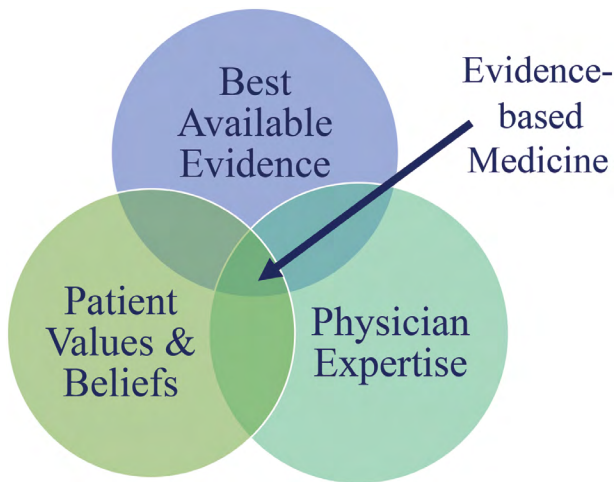 Best
Available
Evidence
Evidence-
based
Medicine
Patient
Values &
Beliefs
Physician
Expertise